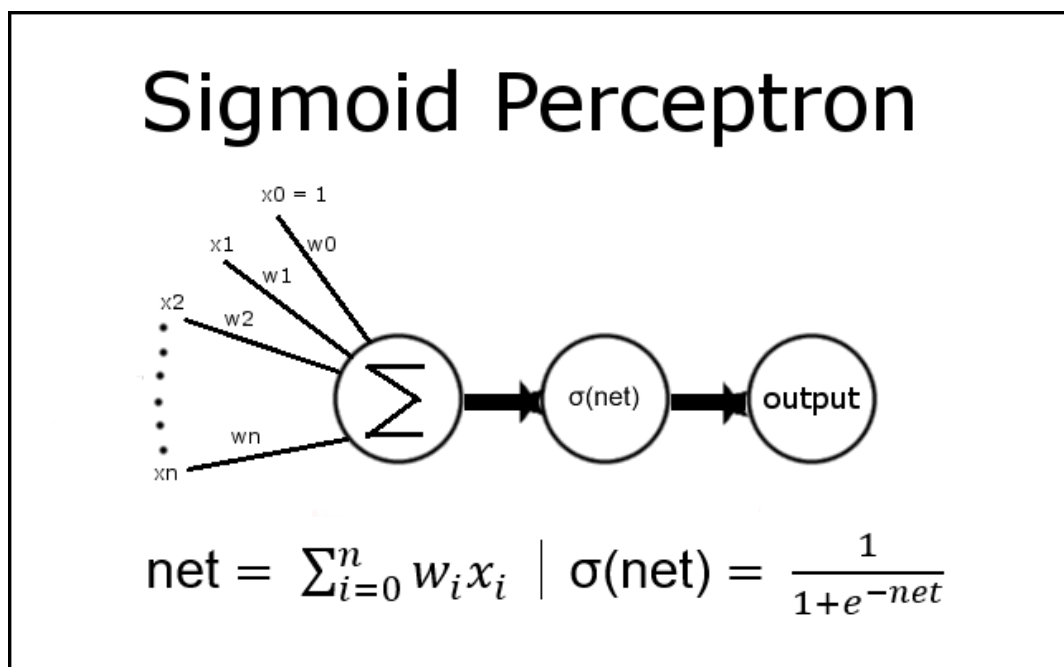 Sigmoid Perceptron
x0 = 1
w0
x1
w1
x2
w2
wn
xn
∑
σ(net)
output
net = ∑ⁿᵢ₌₀ wᵢxᵢ | σ(net) = 1/(1+e^(-net))